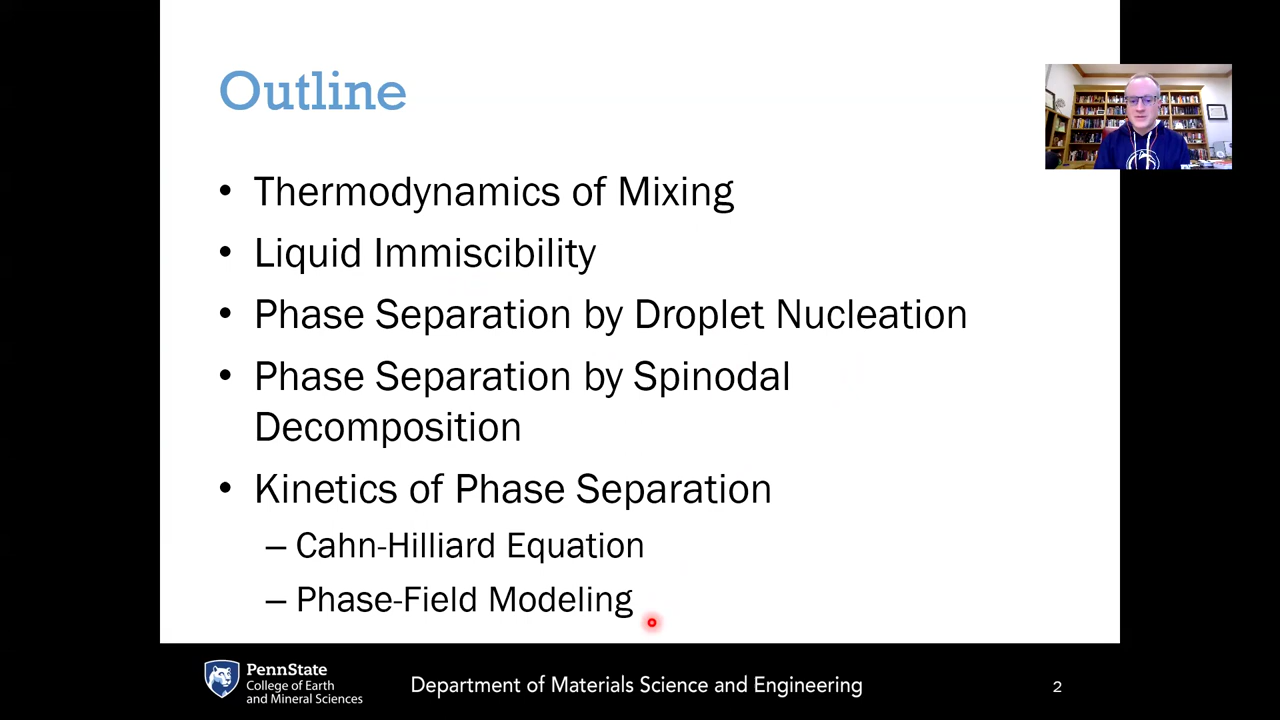 Outline
• Thermodynamics of Mixing
• Liquid Immiscibility
• Phase Separation by Droplet Nucleation
• Phase Separation by Spinodal
Decomposition
• Kinetics of Phase Separation
– Cahn-Hilliard Equation
– Phase-Field Modeling
PennState
College of Earth
and Mineral Sciences
Department of Materials Science and Engineering
2